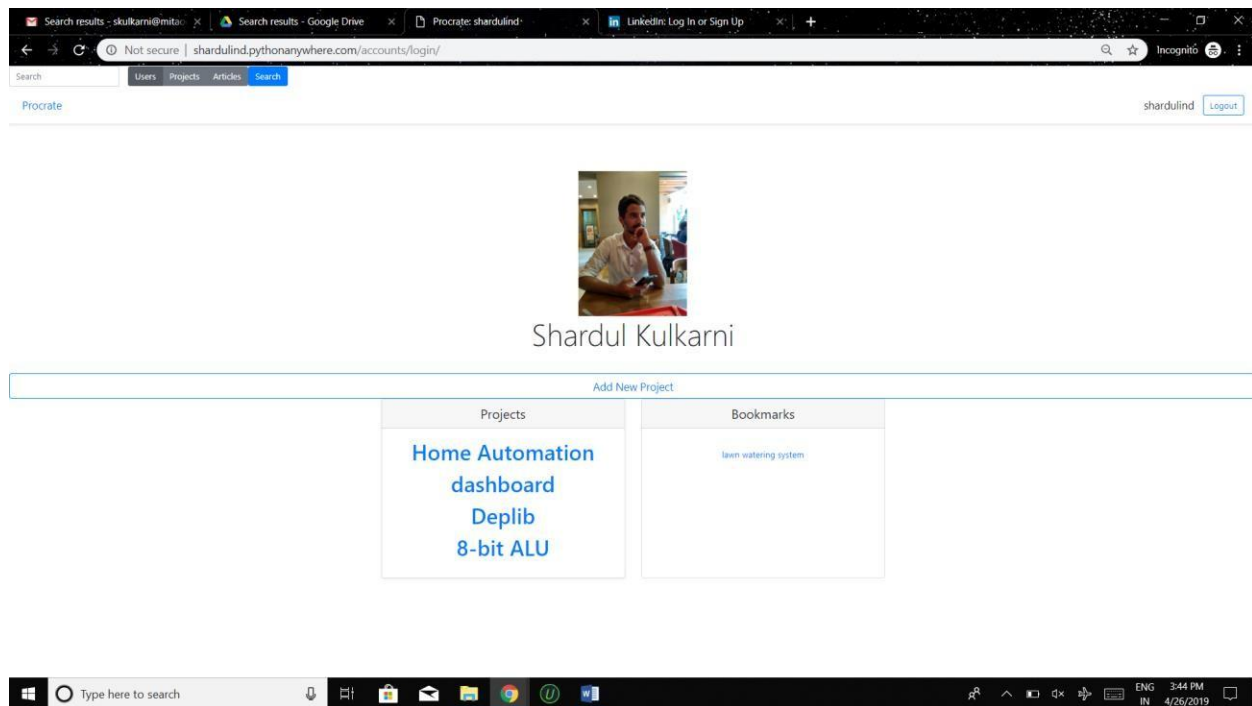 Search results - skulkarni@mitao
Search results - Google Drive
Procrate: shardulind
LinkedIn: Log In or Sign Up
Not secure | shardulind.pythonanywhere.com/accounts/login/
Incognito
Search
Users Projects Articles Search
Procrate
shardulind Logout
Shardul Kulkarni
Add New Project
Projects
Home Automation
dashboard
Deplib
8-bit ALU
Bookmarks
lawn watering system
Type here to search
ENG
IN
3:44 PM
4/26/2019